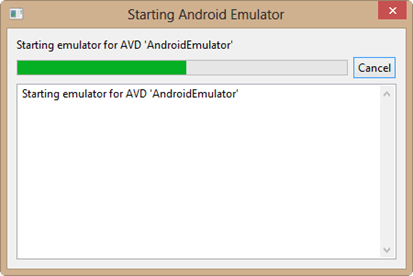 Starting Android Emulator
Starting emulator for AVD 'AndroidEmulator'
Cancel
Starting emulator for AVD 'AndroidEmulator'